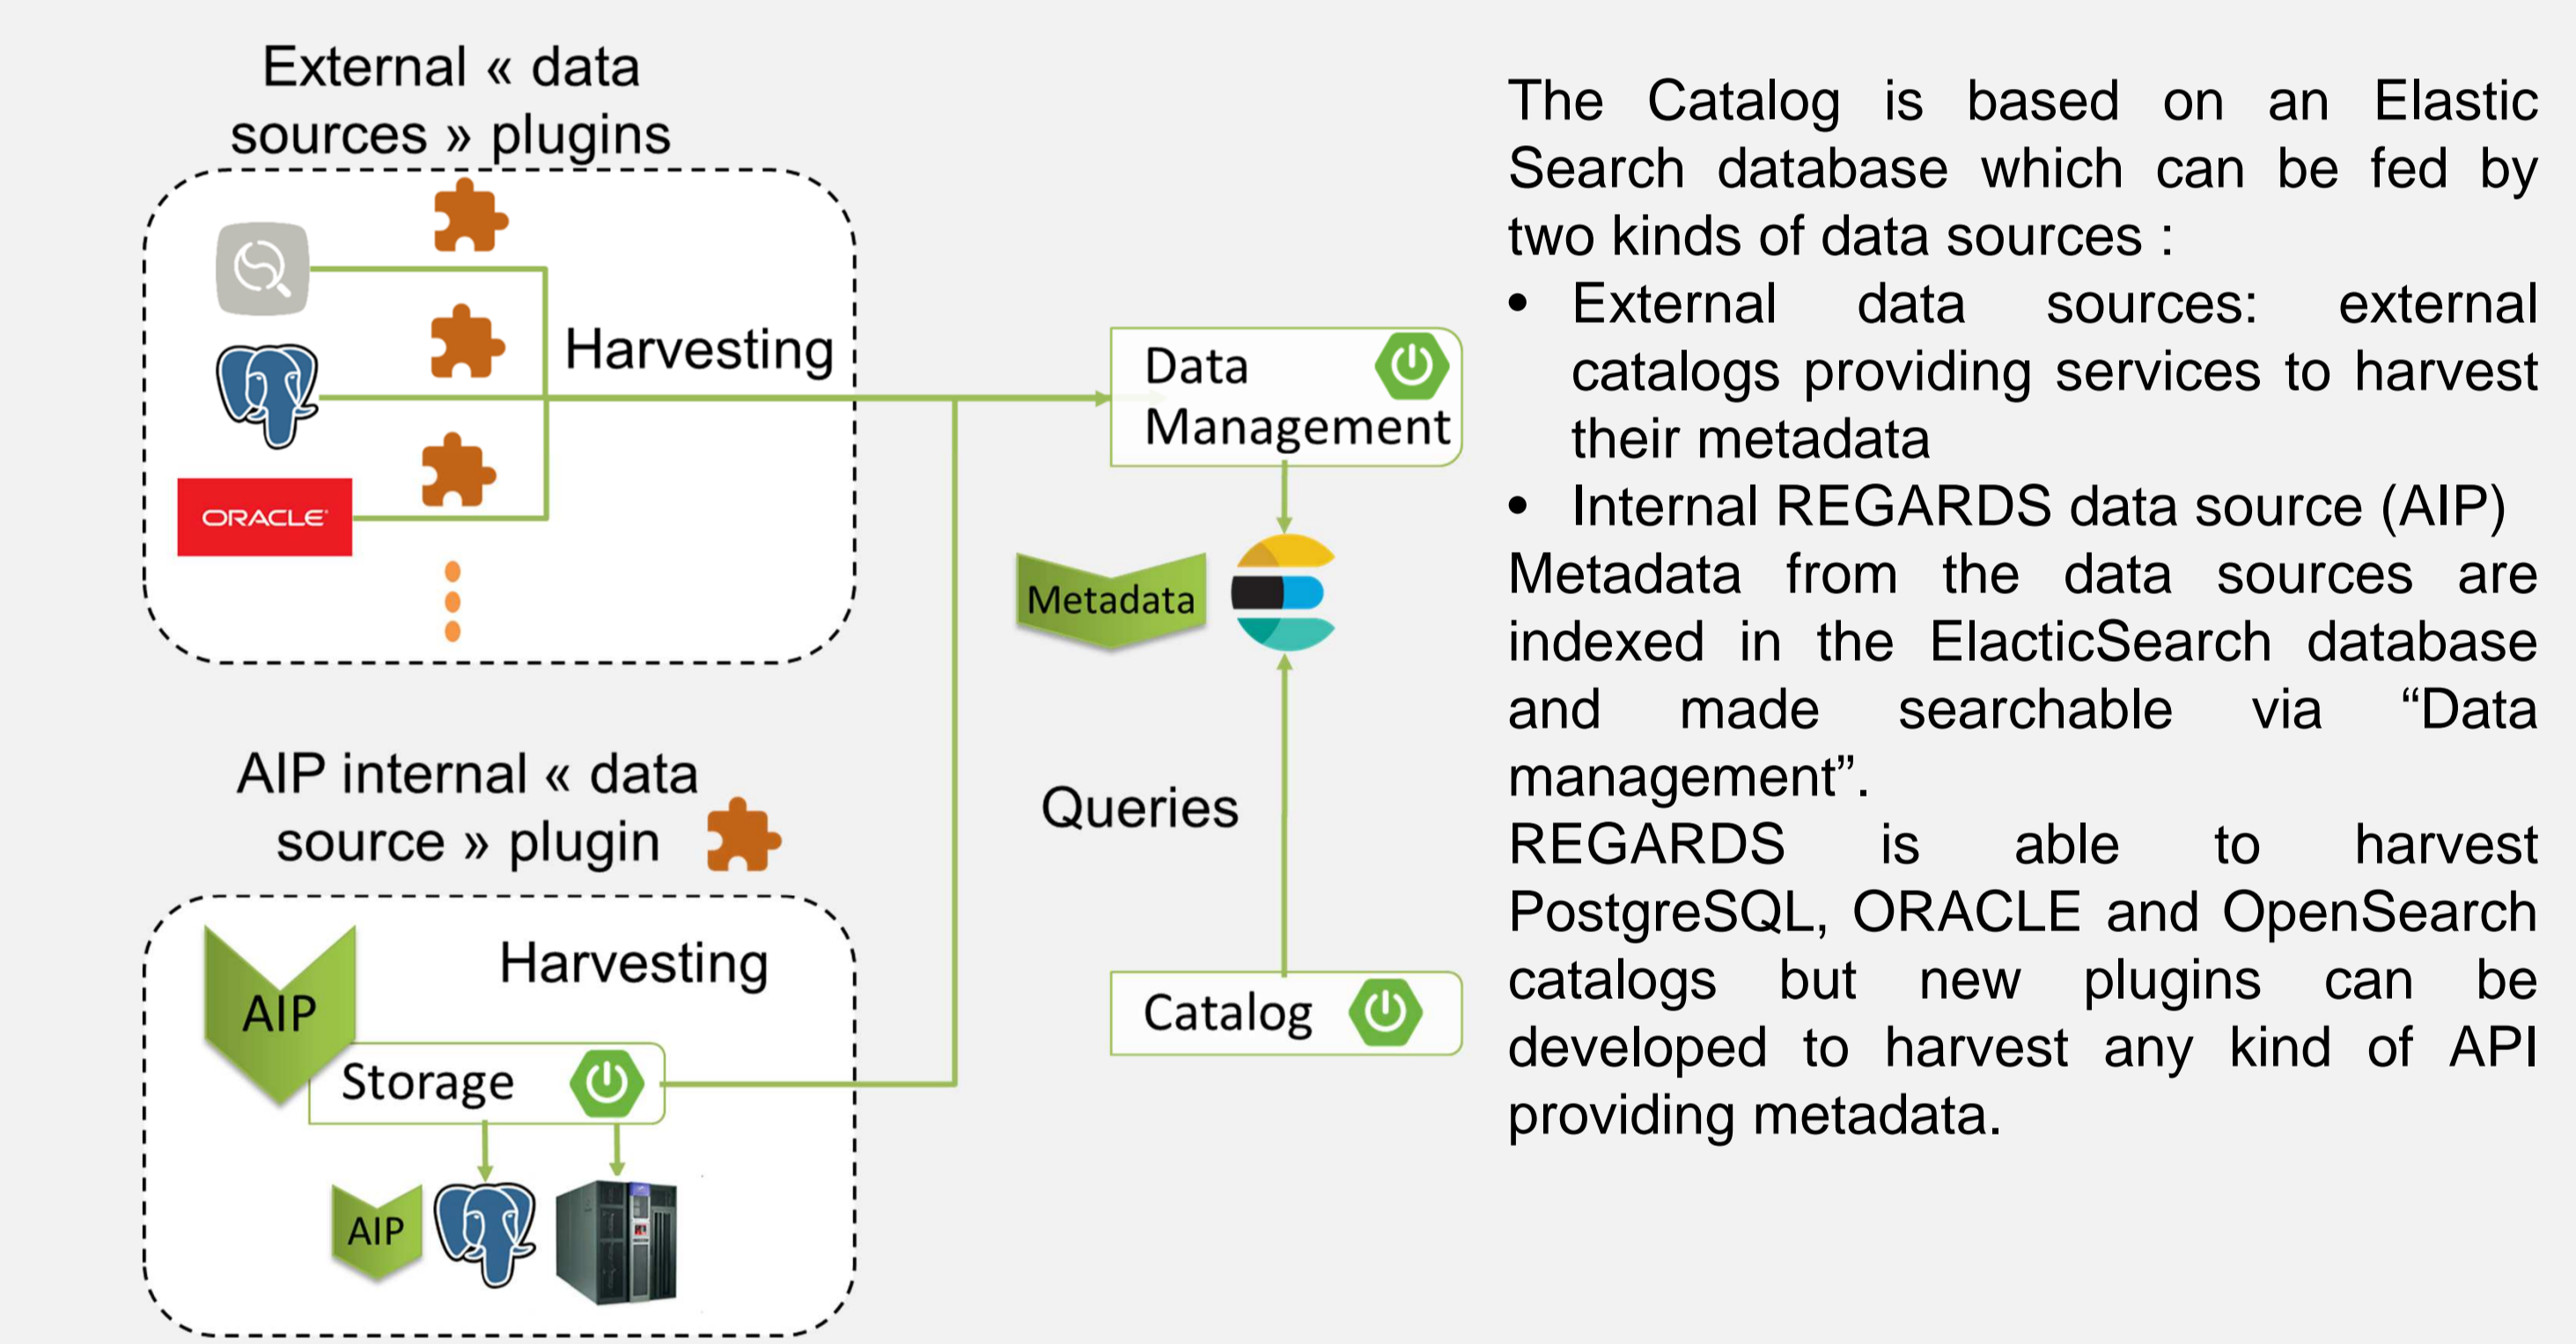 External « data
sources » plugins
Harvesting
ORACLE
AIP internal « data
source » plugin
Harvesting
AIP
Storage
AIP
Data
Management
Metadata
Queries
Catalog
The Catalog is based on an Elastic
Search database which can be fed by
two kinds of data sources :
• External data sources: external
catalogs providing services to harvest
their metadata
• Internal REGARDS data source (AIP)
Metadata from the data sources are
indexed in the ElacticSearch database
and made searchable via “Data
management”.
REGARDS is able to harvest
PostgreSQL, ORACLE and OpenSearch
catalogs but new plugins can be
developed to harvest any kind of API
providing metadata.